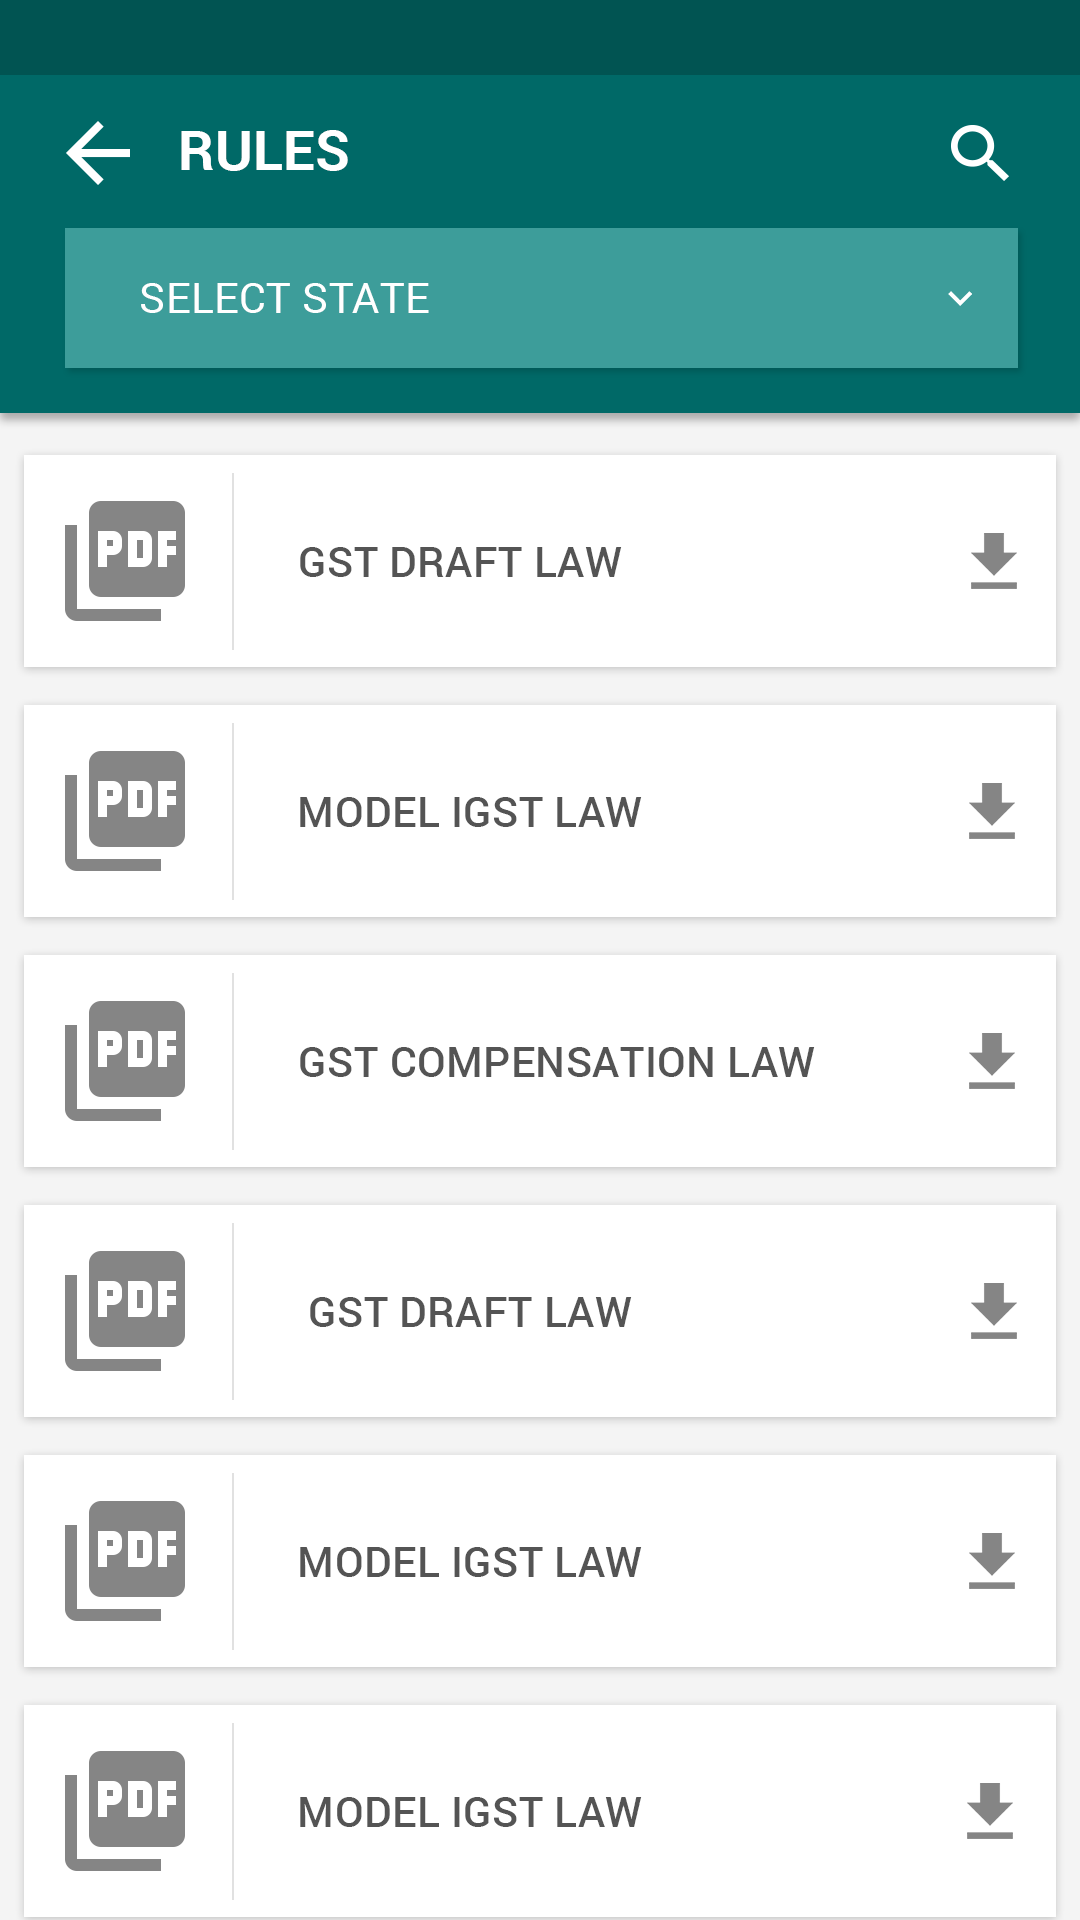 RULES
SELECT STATE
PDF
GST DRAFT LAW
PDF
MODEL IGST LAW
PDF
GST COMPENSATION LAW
PDF
GST DRAFT LAW
PDF
MODEL IGST LAW
PDF
MODEL IGST LAW